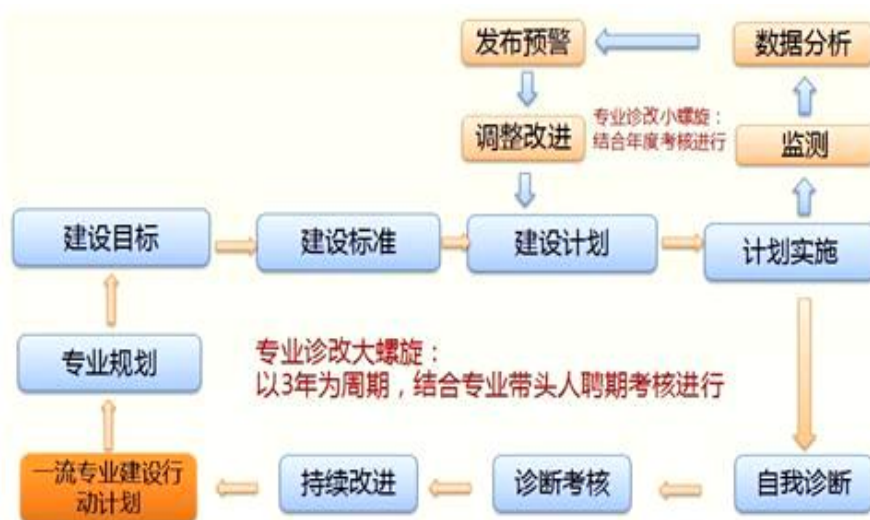 发布预警
数据分析
专业诊改小螺旋：
结合年度考核进行
调整改进
监测
建设目标
建设标准
建设计划
计划实施
专业规划
专业诊改大螺旋：
以3年为周期，结合专业带头人聘期考核进行
一流专业建设行
动计划
持续改进
诊断考核
自我诊断